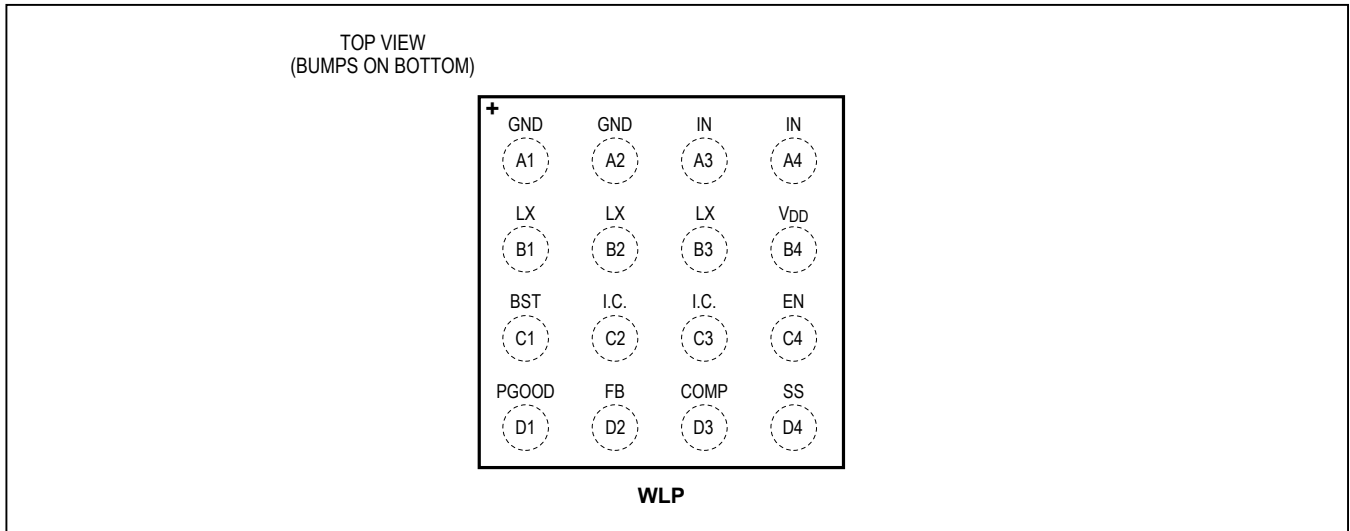 TOP VIEW
(BUMPS ON BOTTOM)
+
GND GND IN IN
A1 A2 A3 A4
LX LX LX VDD
B1 B2 B3 B4
BST I.C. I.C. EN
C1 C2 C3 C4
PGOOD FB COMP SS
D1 D2 D3 D4
WLP